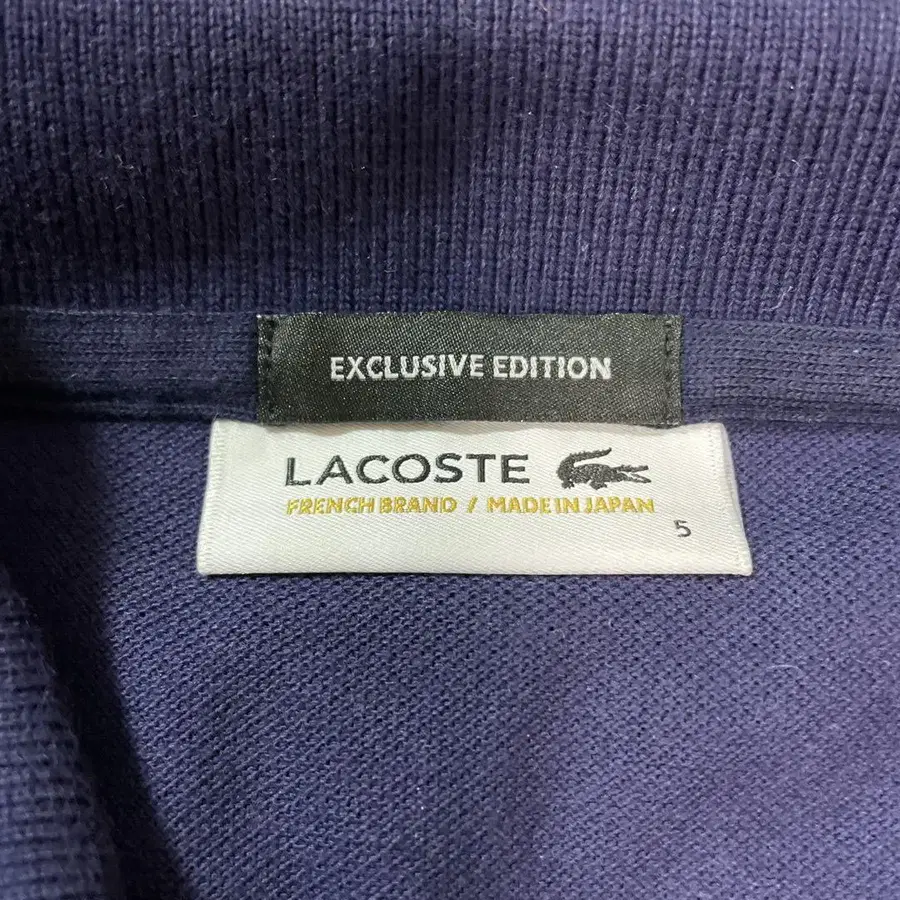 EXCLUSIVE EDITION
LACOSTE
FRENCH BRAND / MADE IN JAPAN
5